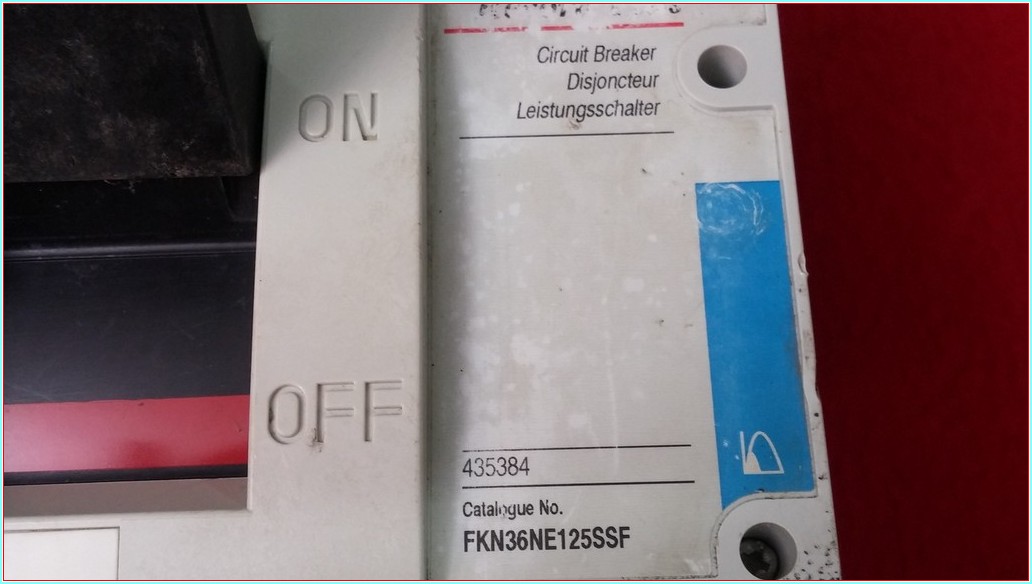 Circuit Breaker
Disjoncteur
Leistungsschalter
ON
OFF
435384
Catalogue No.
FKN36NE125SSF